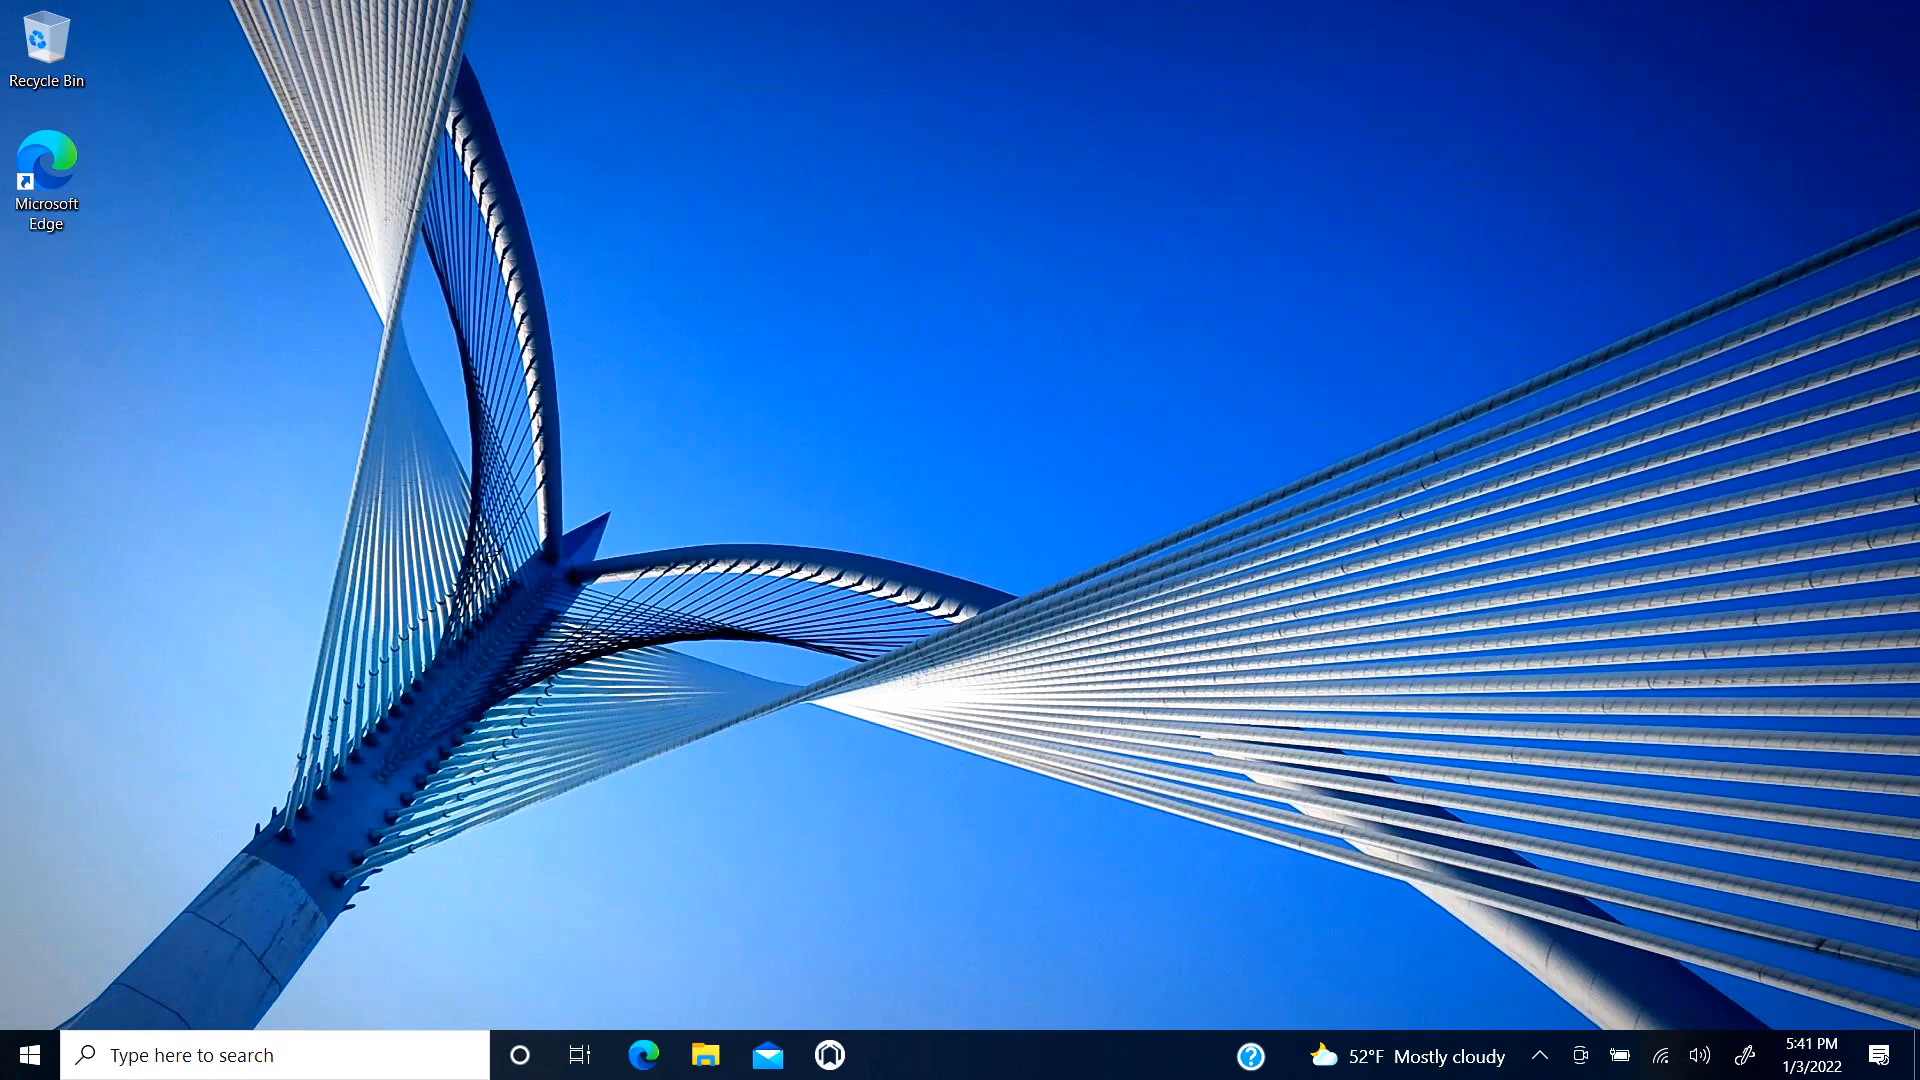 Recycle Bin
Microsoft
Edge
Type here to search
52°F Mostly cloudy
5:41 PM
1/3/2022